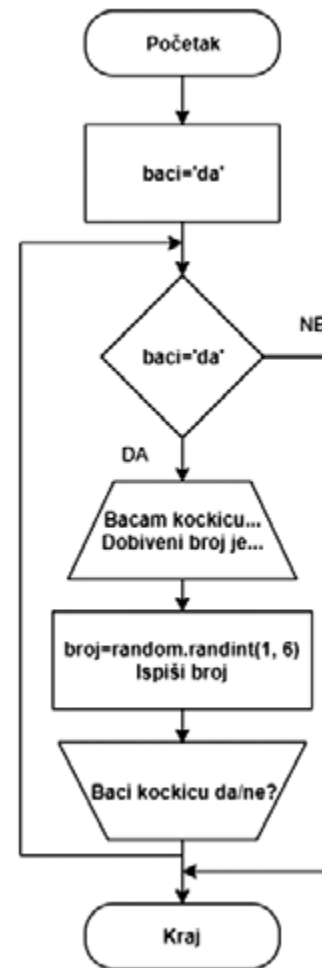 Početak
baci='da'
baci='da'
NE
DA
Bacam kockicu...
Dobiveni broj je...
broj=random.randint(1, 6)
Ispiši broj
Baci kockicu da/ne?
Kraj